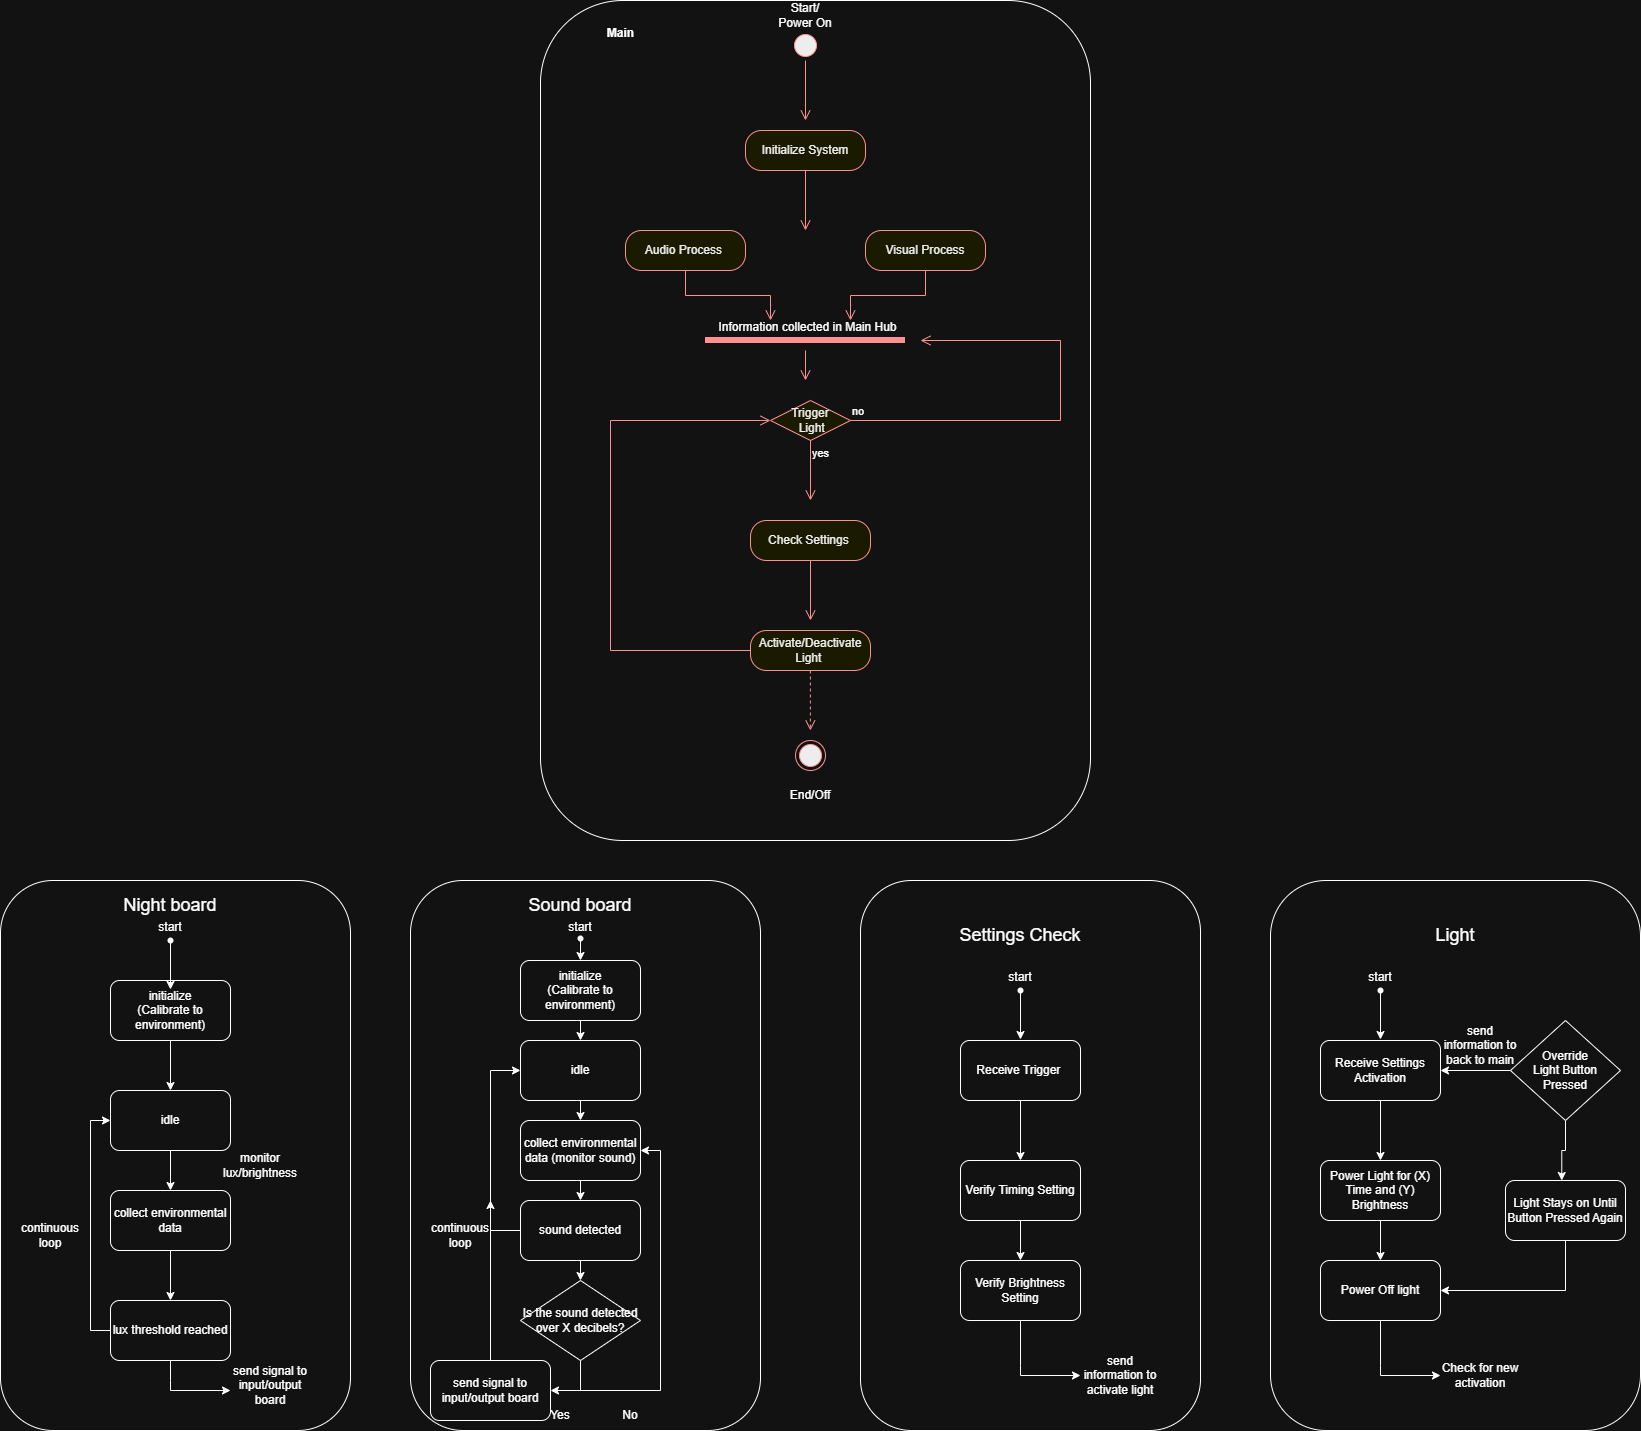 Start/
Power On
Main
Initialize System
Audio Process
Visual Process
Information collected in Main Hub
Trigger
Light
no
yes
Check Settings
Activate/Deactivate
Light
End/Off
Night board
start
initialize
(Calibrate to
environment)
idle
monitor
lux/brightness
collect environmental
data
continuous
loop
lux threshold reached
send signal to
input/output
board
Sound board
start
initialize
(Calibrate to
environment)
idle
collect environmental
data (monitor sound)
continuous
loop
sound detected
Is the sound detected
over X decibels?
send signal to
input/output board
Yes
No
Settings Check
start
Receive Trigger
Verify Timing Setting
Verify Brightness
Setting
send
information to
activate light
Light
start
Receive Settings
Activation
send
information to
back to main
Override
Light Button
Pressed
Power Light for (X)
Time and (Y)
Brightness
Light Stays on Until
Button Pressed Again
Power Off light
Check for new
activation